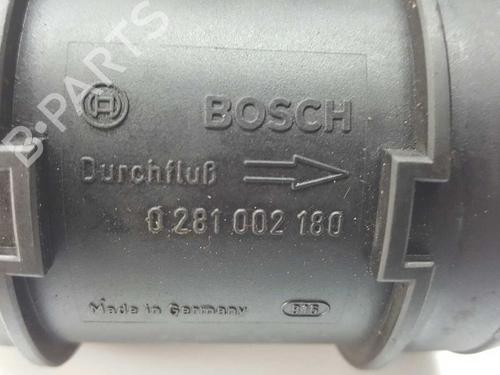 BOSCH
Durchfluß
0 281 002 180
Made in Germany
B-PARTS